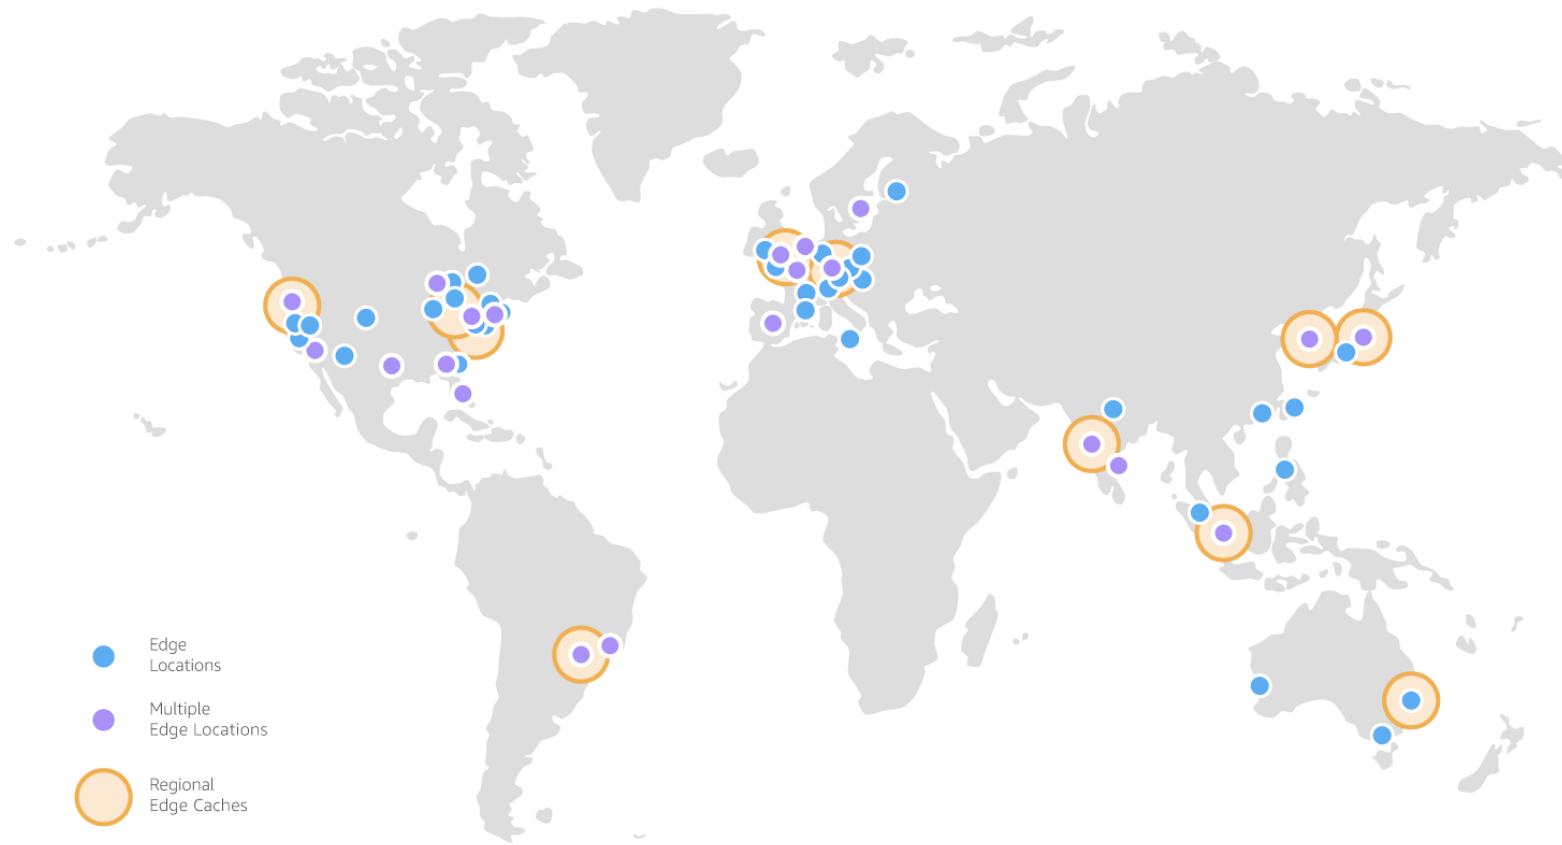 Edge
Locations
Multiple
Edge Locations
Regional
Edge Caches